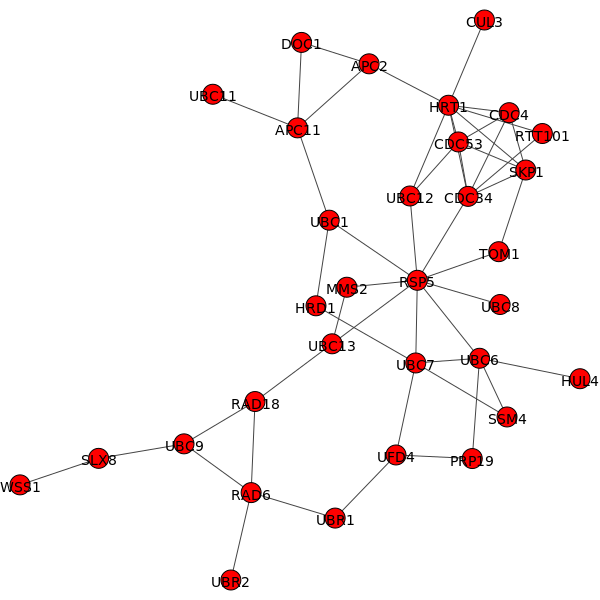 CUL3
DOC1
APC2
UBC11
HRT1
CDC4
APC11
RTT101
CDC53
SKP1
UBC12
CDC34
UBC1
TOM1
RSP5
MMS2
HRD1
UBC8
UBC13
UBC7
UBC6
HUL4
RAD18
SSM4
UBC9
SLX8
UFD4
PRP19
WSS1
RAD6
UBR1
UBR2